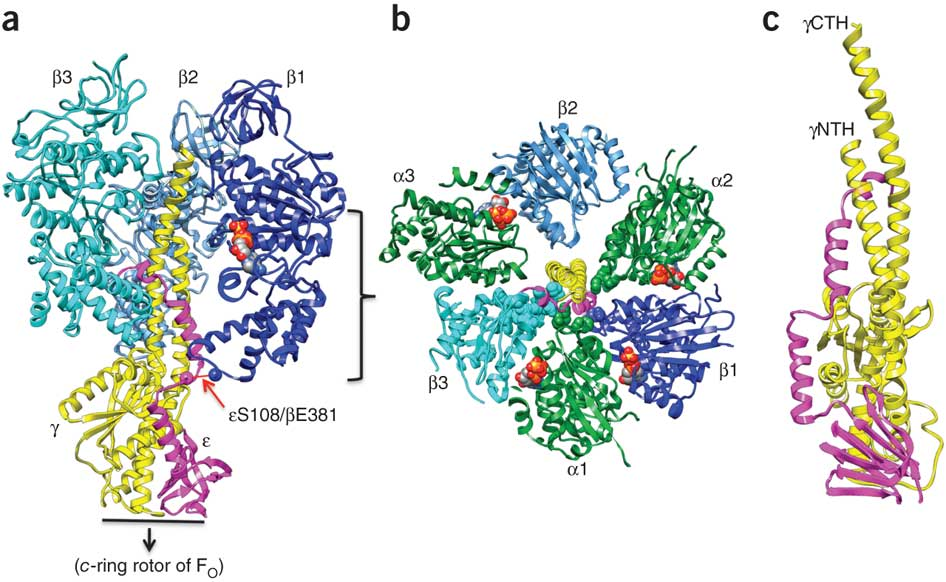 a
β3
β2
β1
εS108/βE381
γ
ε
(c-ring rotor of FO)
b
β2
α3
α2
β3
β1
α1
c
γCTH
γNTH